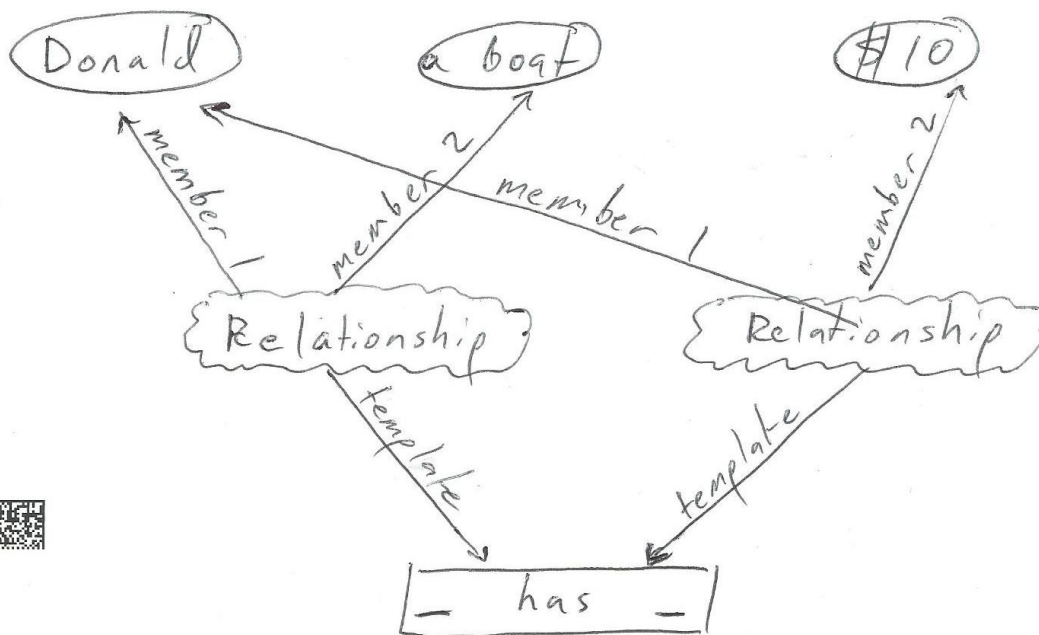 Donald
a boat
$10
member 1
member 2
member 1
member 2
Relationship
Relationship
template
template
_ has _